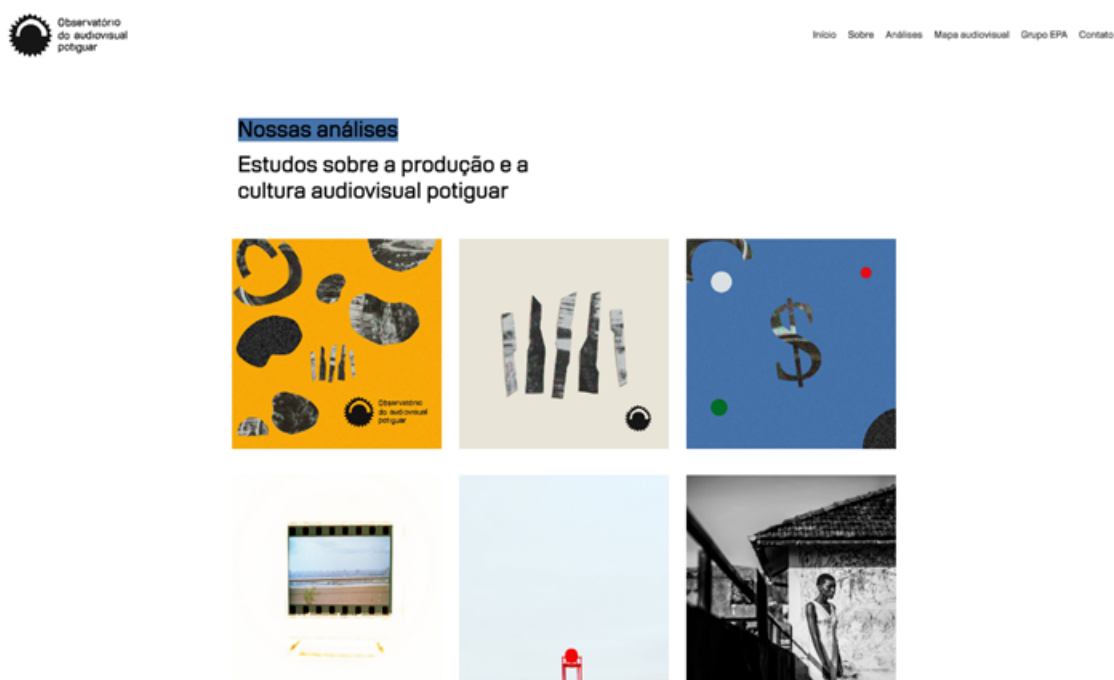 Observatório
do audiovisual
potiguar
Início Sobre Análises Mapa audiovisual Grupo EPA Contato
Nossas análises
Estudos sobre a produção e a
cultura audiovisual potiguar
$
Observatório
do audiovisual
potiguar